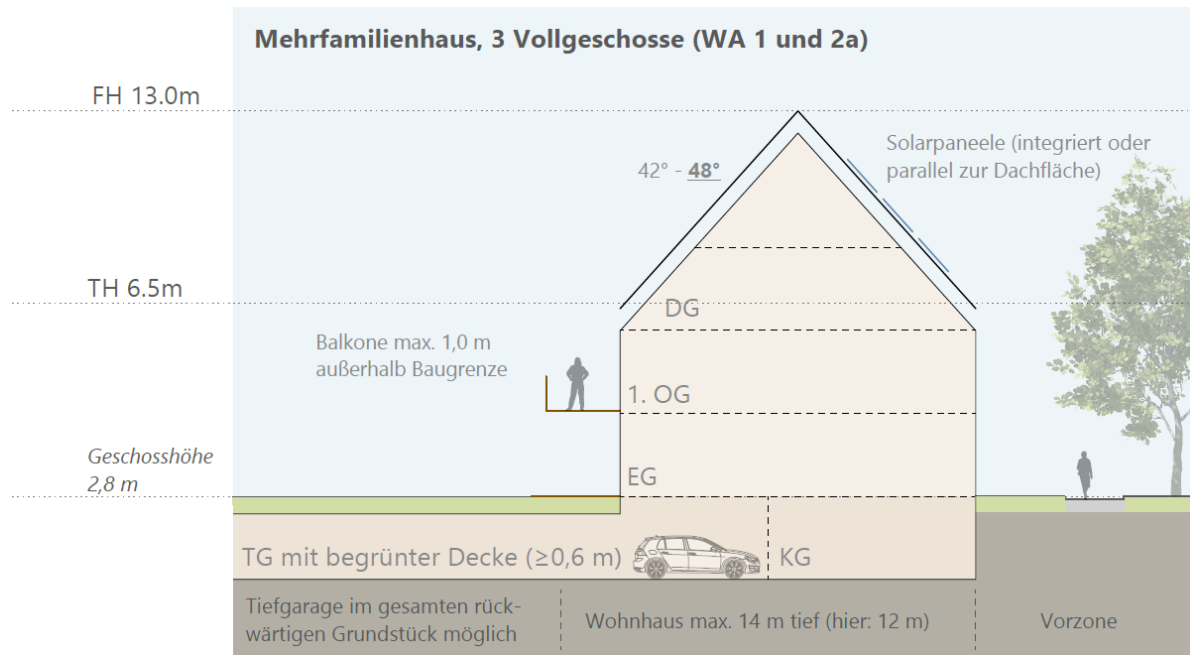 Mehrfamilienhaus, 3 Vollgeschosse (WA 1 und 2a)
FH 13.0m
Solarpaneele (integriert oder
parallel zur Dachfläche)
42° - 48°
TH 6.5m
DG
Balkone max. 1,0 m
außerhalb Baugrenze
1. OG
Geschosshöhe
2,8 m
EG
TG mit begrünter Decke (≥0,6 m)
KG
Tiefgarage im gesamten rück-
wärtigen Grundstück möglich
Wohnhaus max. 14 m tief (hier: 12 m)
Vorzone